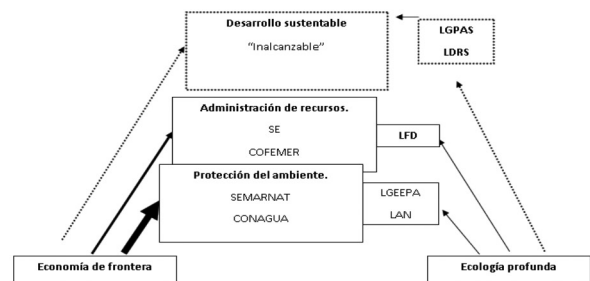 Desarrollo sustentable
“Inalcanzable”
LGPAS
LDRS
Administración de recursos.
SE
COFEMER
LFD
Protección del ambiente.
SEMARNAT
CONAGUA
LGEEPA
LAN
Economía de frontera
Ecología profunda